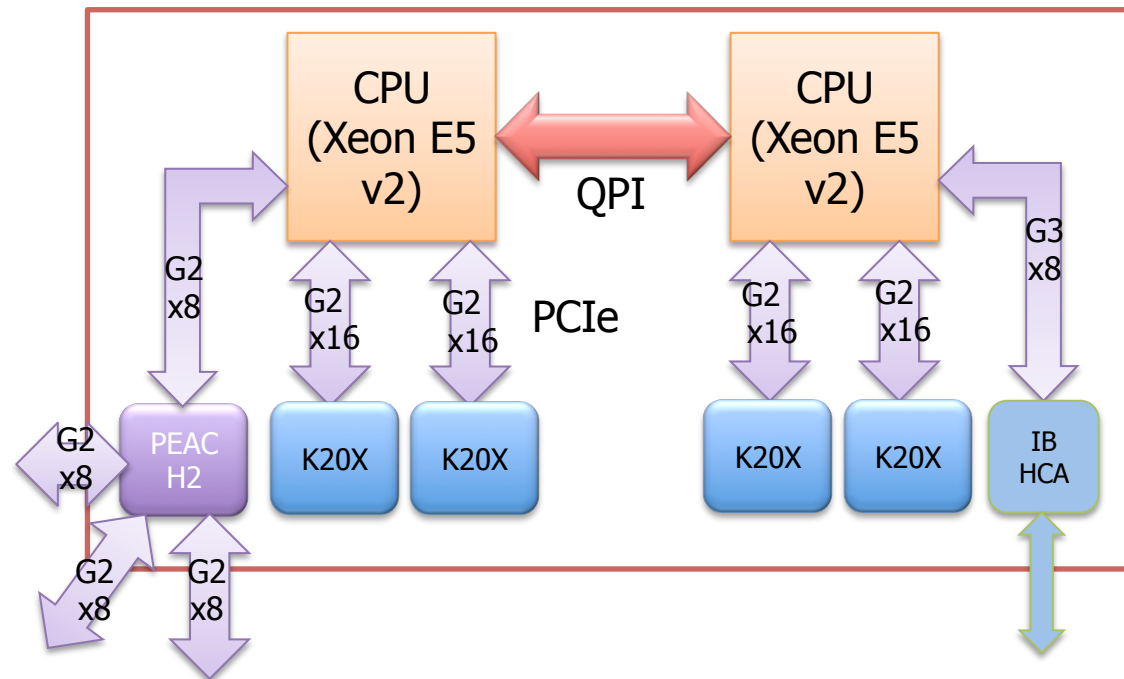 CPU
(Xeon E5
v2)
CPU
(Xeon E5
v2)
QPI
G2
x8
G2
x16
G2
x16
PCIe
G2
x16
G2
x16
G3
x8
G2
x8
PEAC
H2
K20X
K20X
K20X
K20X
IB
HCA
G2
x8
G2
x8